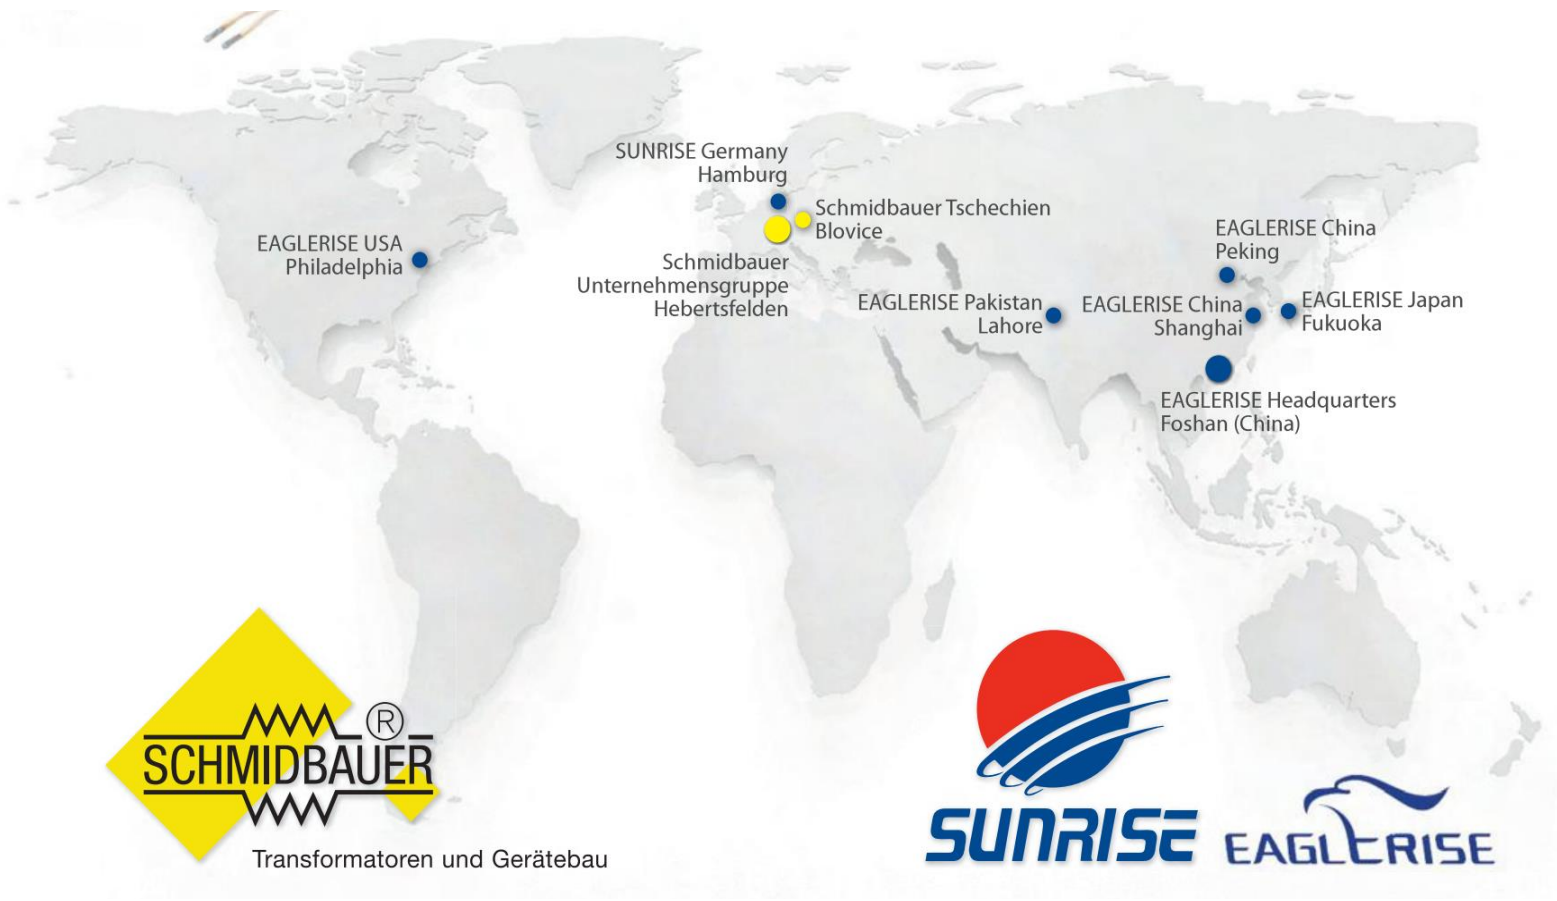 SUNRISE Germany
Hamburg
Schmidbauer Tschechien
Blovice
EAGLERISE USA
Philadelphia
Schmidbauer
Unternehmensgruppe
Hebertsfelden
EAGLERISE China
Peking
EAGLERISE Pakistan
Lahore
EAGLERISE China
Shanghai
EAGLERISE Japan
Fukuoka
EAGLERISE Headquarters
Foshan (China)
SCHMIDBAUER®
Transformatoren und Gerätebau
SUNRISE
EAGLERISE